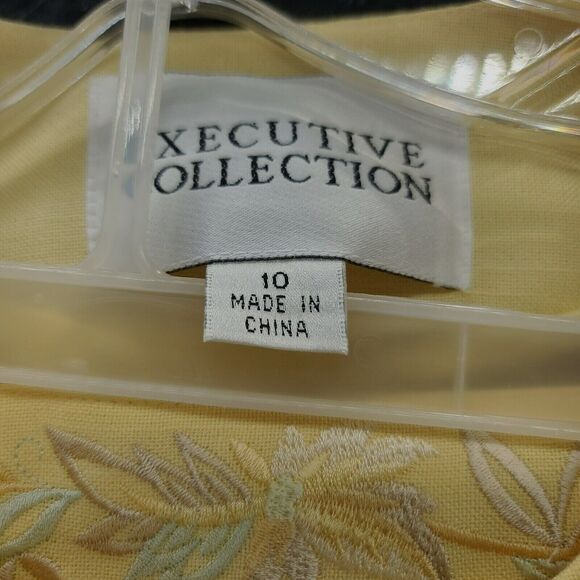 XECUTIVE
OLLECTION
10
MADE IN
CHINA